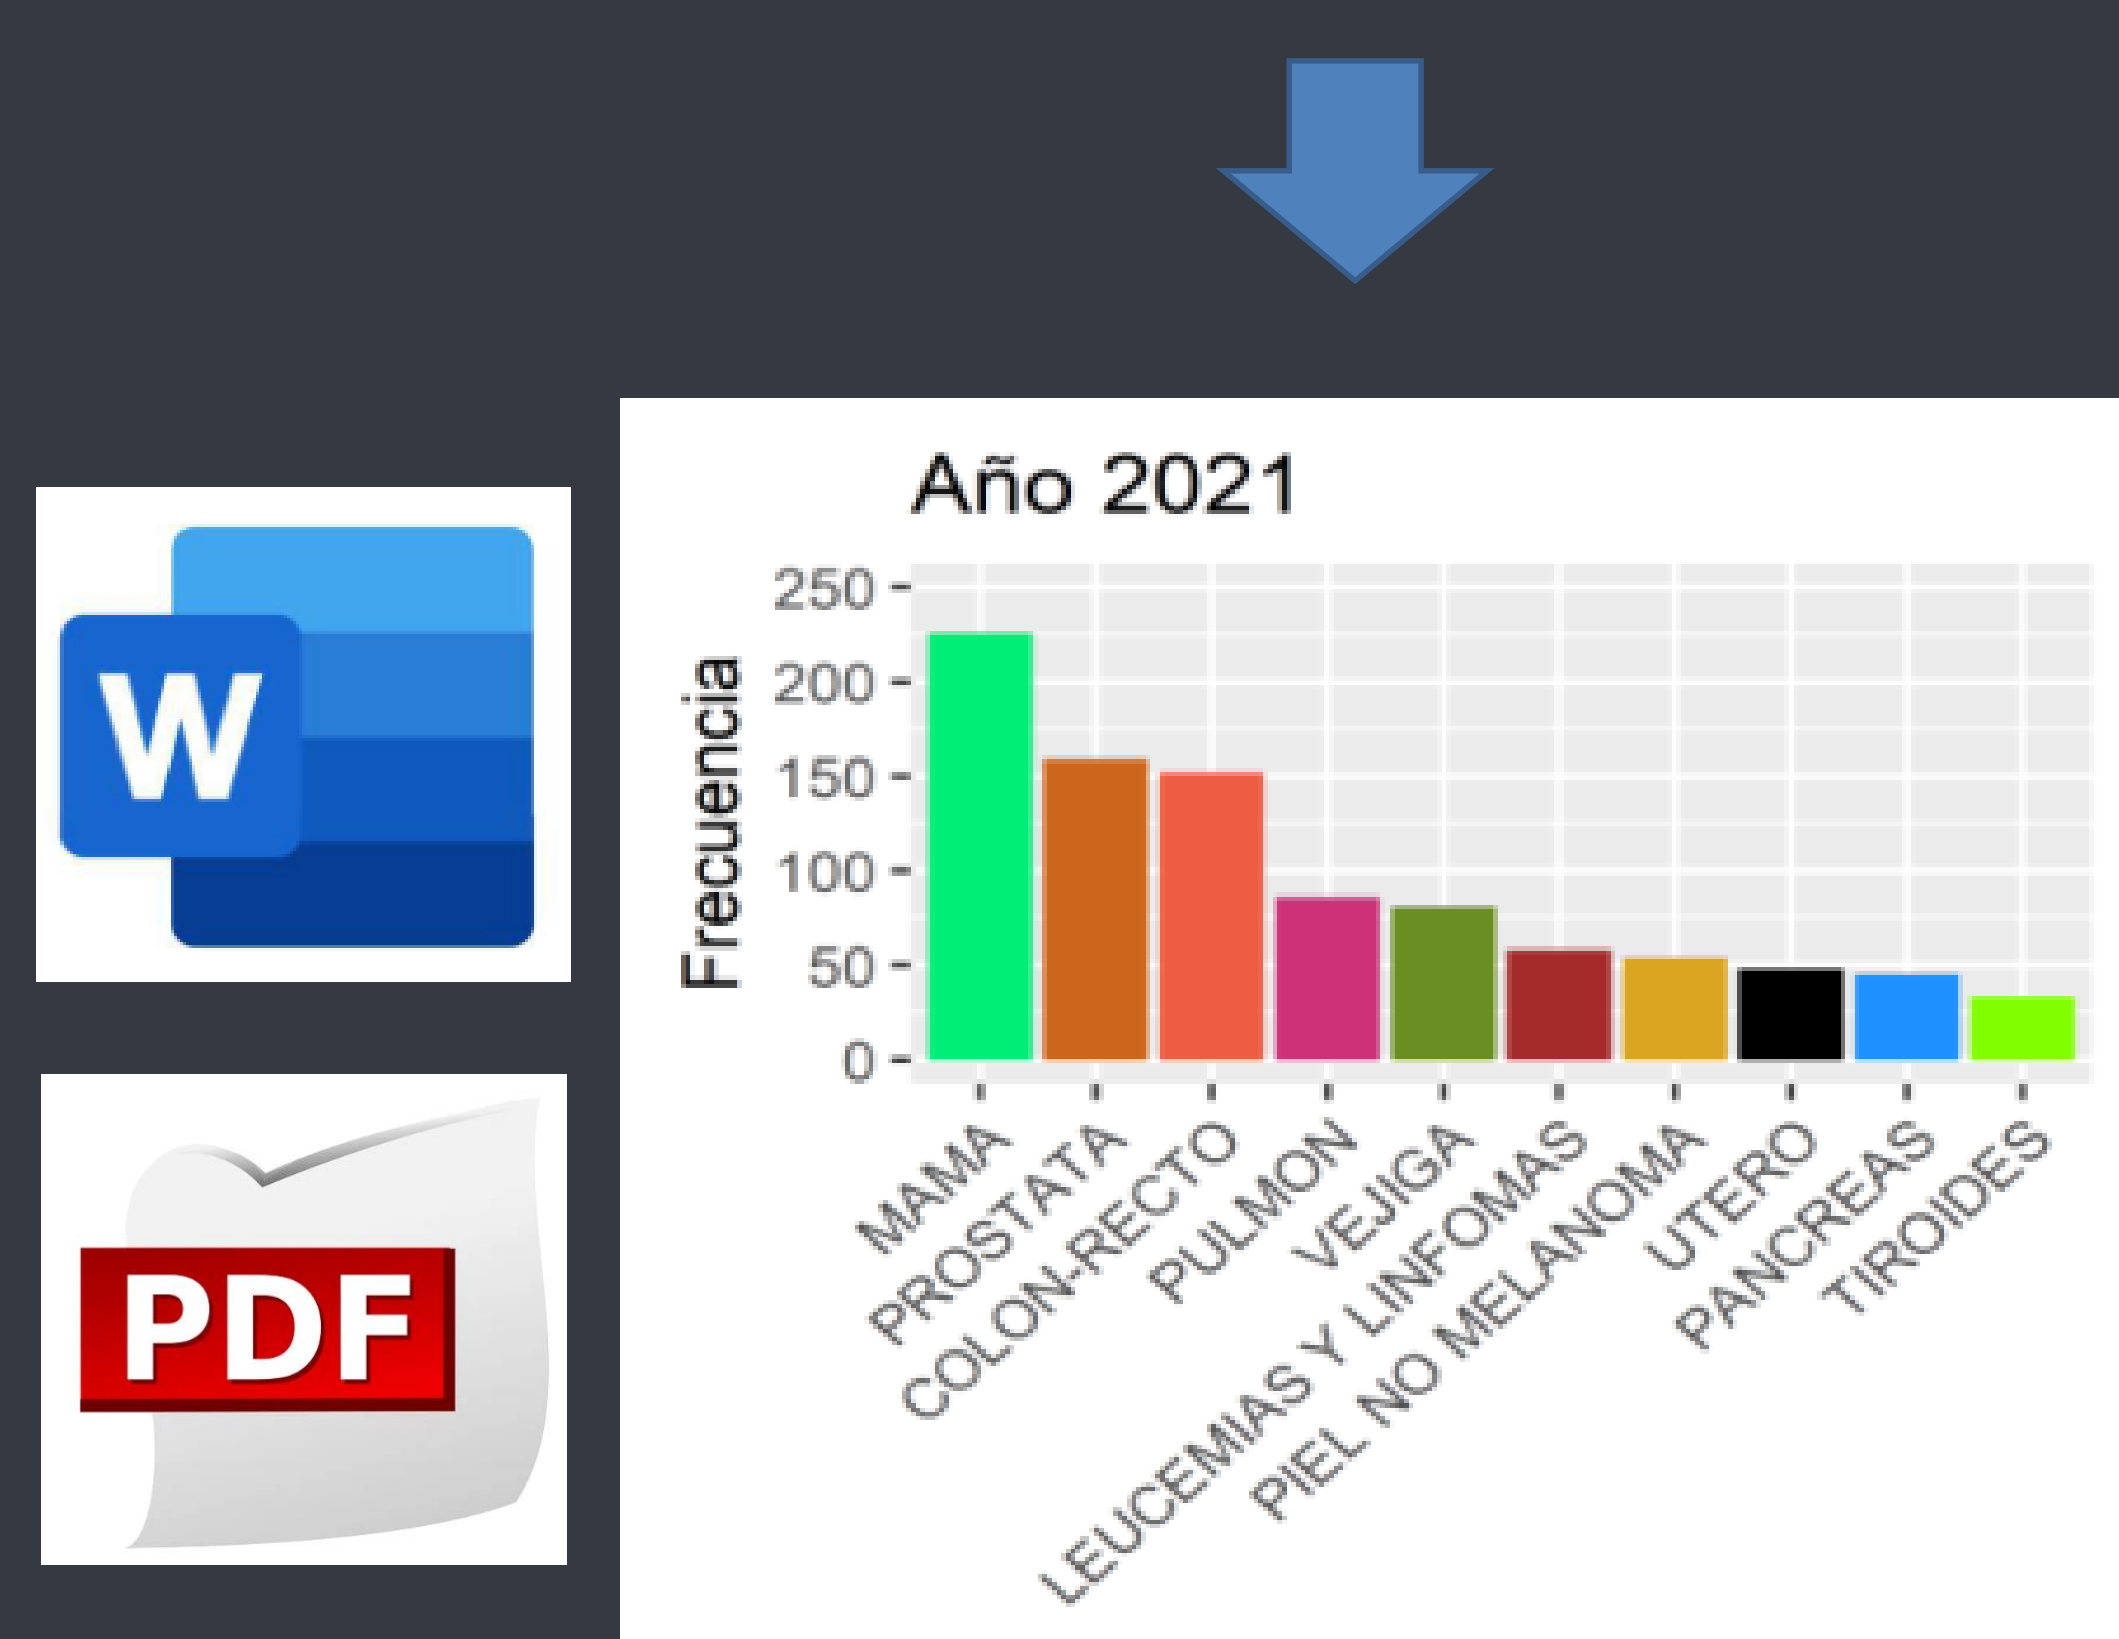 W
PDF
Año 2021
Frecuencia
250
200
150
100
50
0
MAMA
PROSTATA
COLON-RECTO
PULMON
VEJIGA
LEUCEMIAS Y LINFOMAS
PIEL NO MELANOMA
UTERO
PANCREAS
TIROIDES